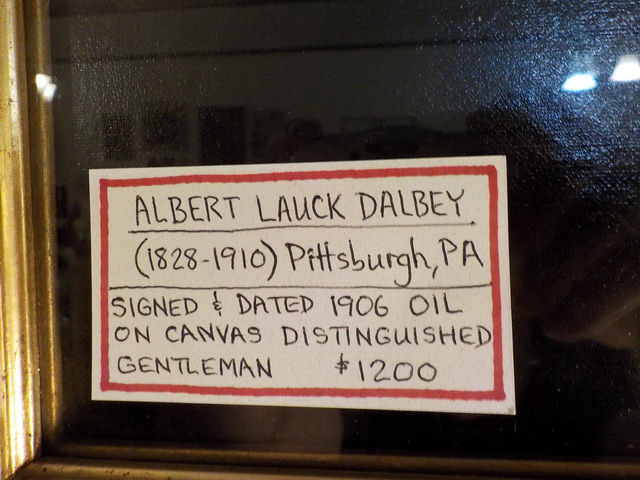 ALBERT LAUCK DALBEY
(1828-1910) Pittsburgh, PA
SIGNED & DATED 1906 OIL
ON CANVAS DISTINGUISHED
GENTLEMAN $1200